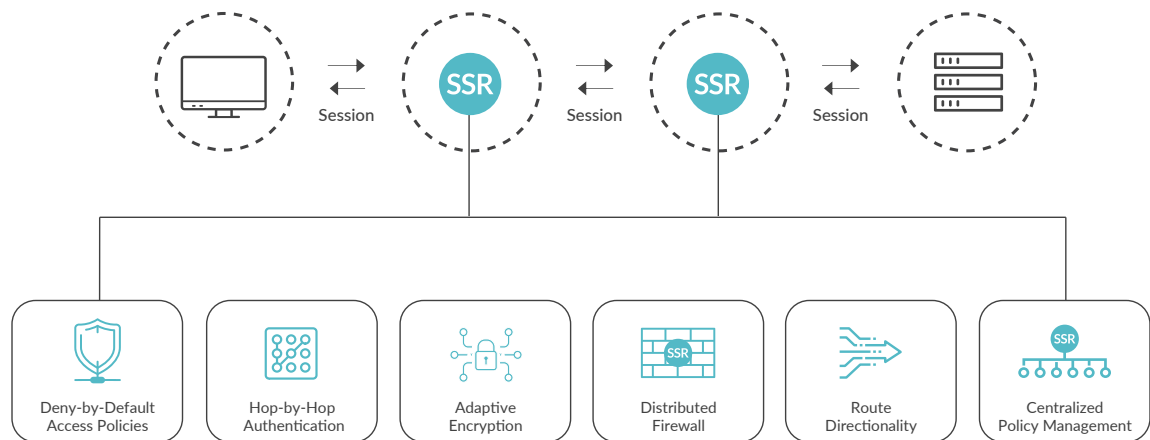 SSR
SSR
Session
Session
Session
SSR
SSR
Deny-by-Default
Access Policies
Hop-by-Hop
Authentication
Adaptive
Encryption
Distributed
Firewall
Route
Directionality
Centralized
Policy Management